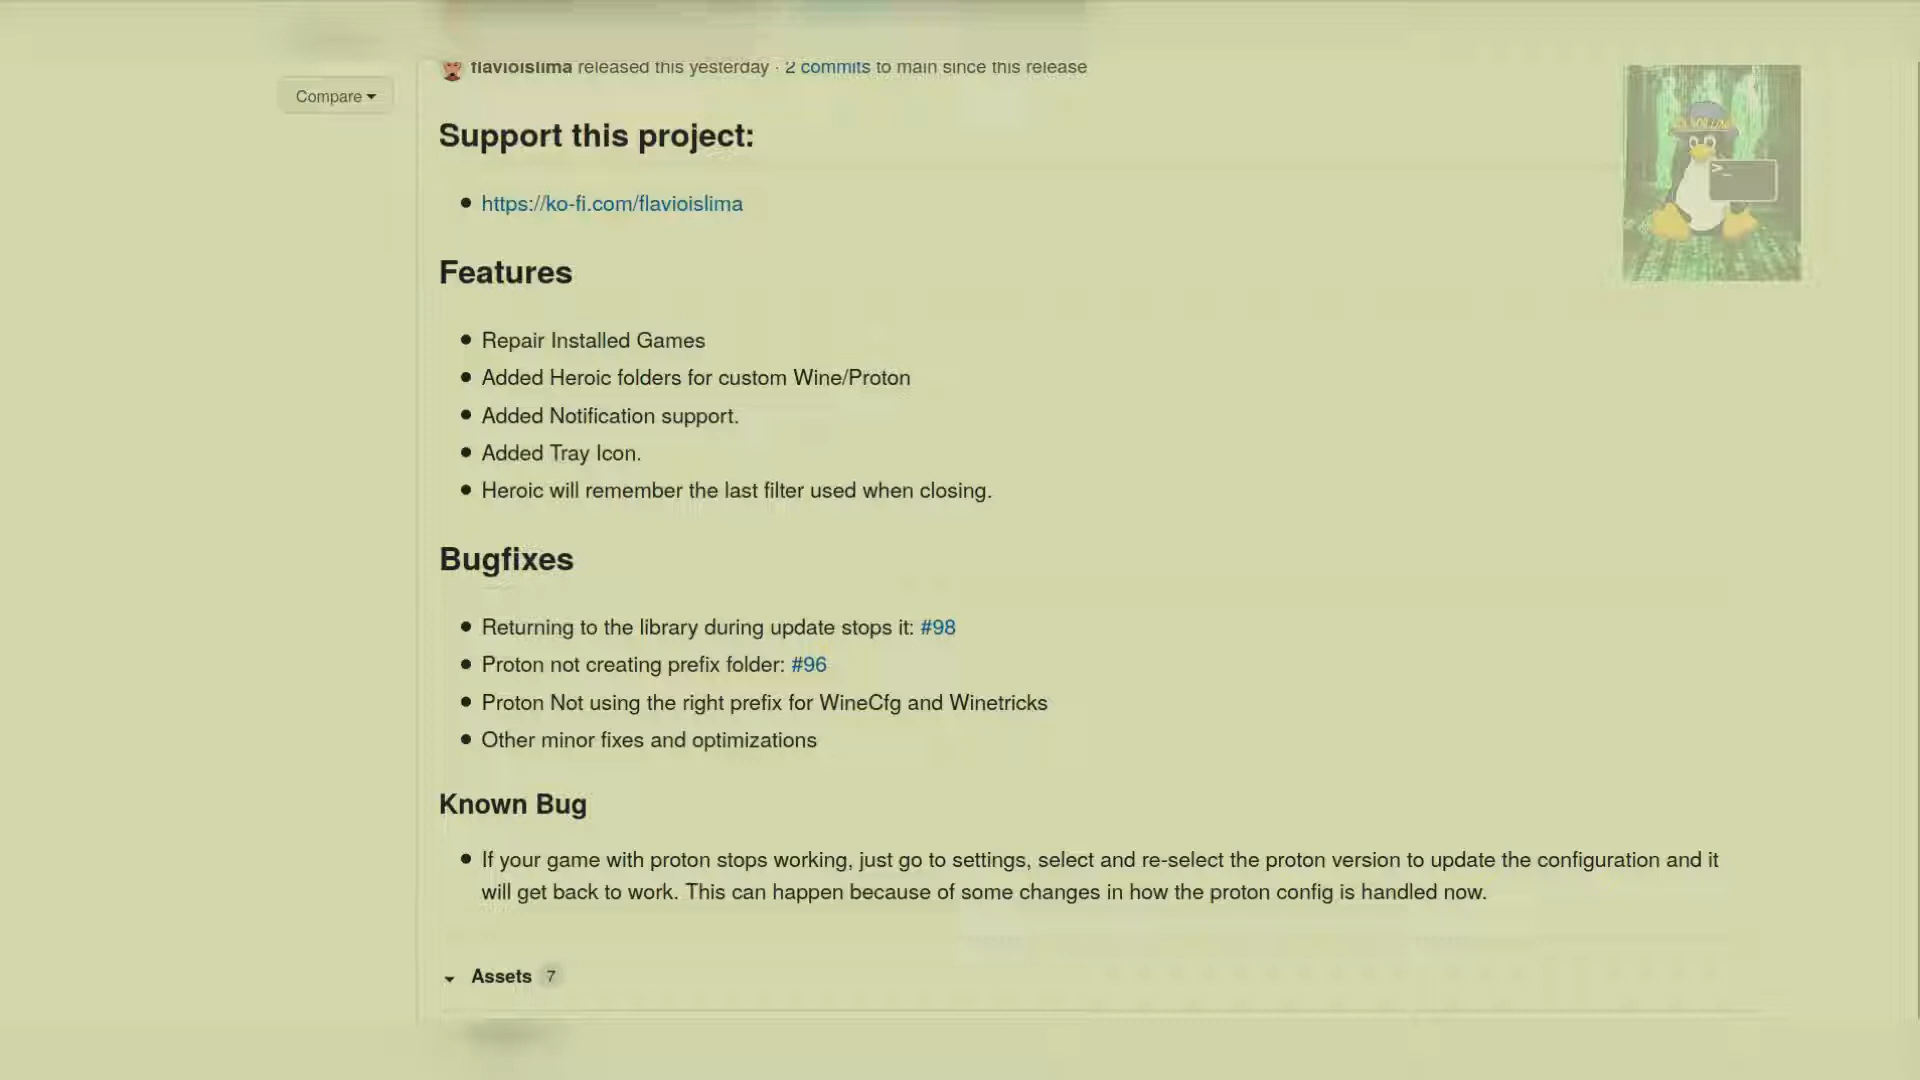 flavioislima released this yesterday · 2 commits to main since this release
Compare
Support this project:
https://ko-fi.com/flavioislima
Features
Repair Installed Games
Added Heroic folders for custom Wine/Proton
Added Notification support.
Added Tray Icon.
Heroic will remember the last filter used when closing.
Bugfixes
Returning to the library during update stops it: #98
Proton not creating prefix folder: #96
Proton Not using the right prefix for WineCfg and Winetricks
Other minor fixes and optimizations
Known Bug
If your game with proton stops working, just go to settings, select and re-select the proton version to update the configuration and it
will get back to work. This can happen because of some changes in how the proton config is handled now.
Assets 7